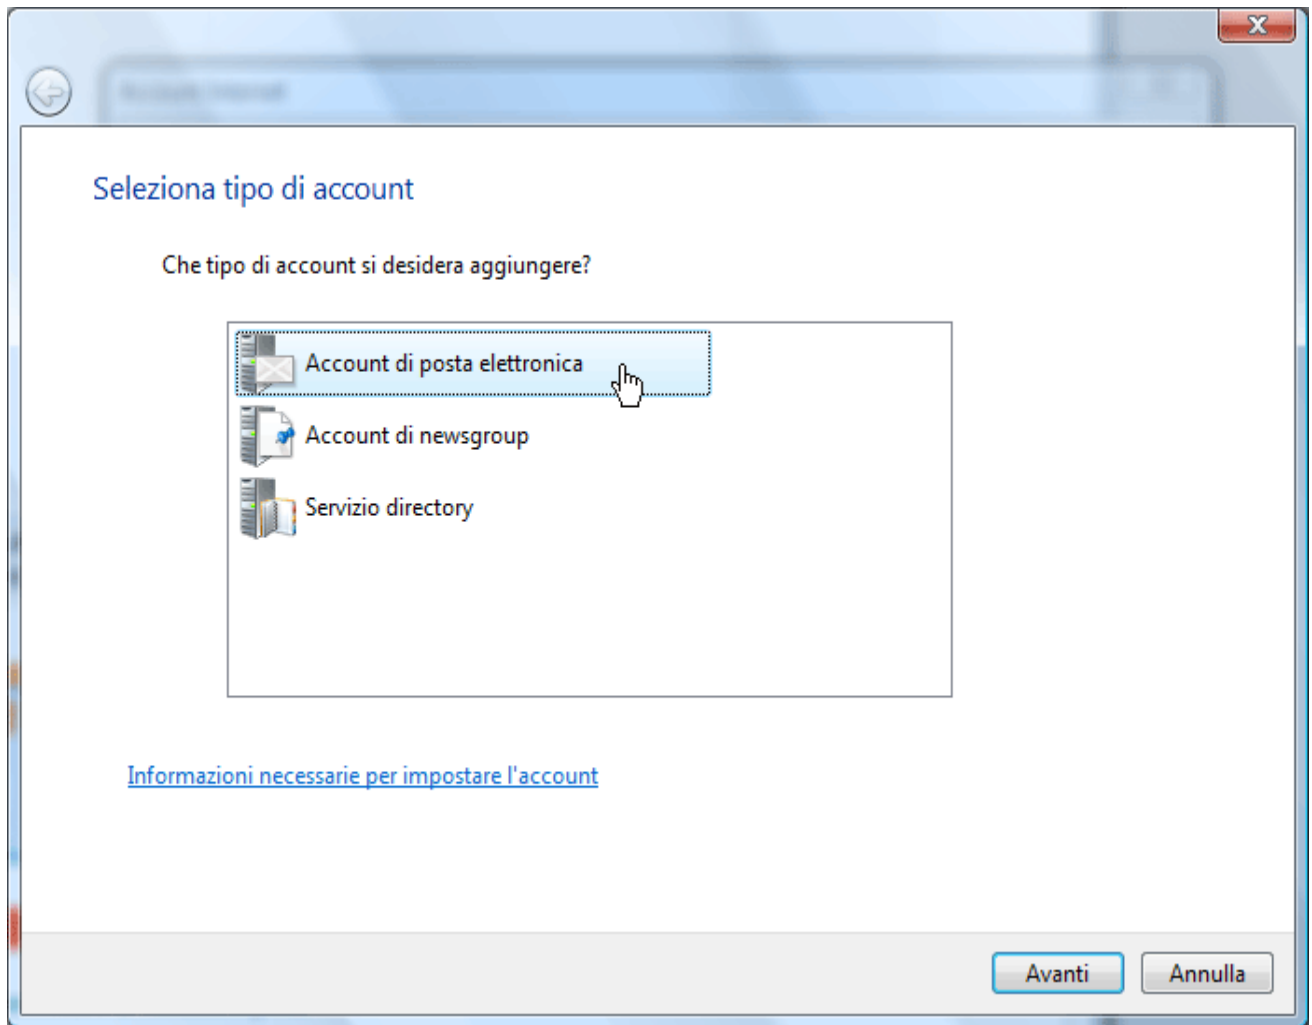 Seleziona tipo di account
Che tipo di account si desidera aggiungere?
Account di posta elettronica
Account di newsgroup
Servizio directory
Informazioni necessarie per impostare l'account
Avanti
Annulla